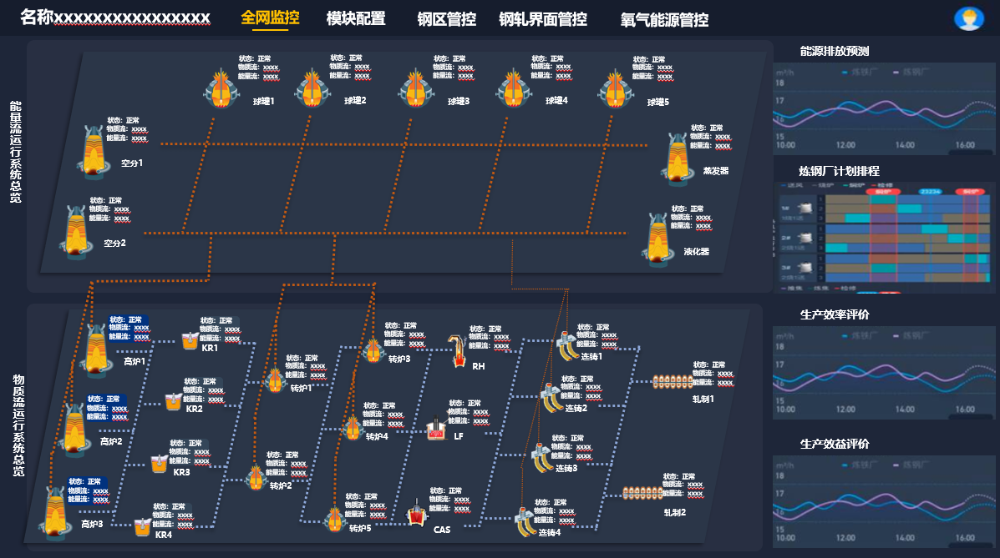 名称xxxxxxxxxxxxxxxxx
全网监控
模块配置
钢区管控
钢轧界面管控
氧气能源管控
能量流运行系统总览
状态: 正常
物质流: xxxx
能量流: xxxx
球罐1
状态: 正常
物质流: xxxx
能量流: xxxx
球罐2
状态: 正常
物质流: xxxx
能量流: xxxx
球罐3
状态: 正常
物质流: xxxx
能量流: xxxx
球罐4
状态: 正常
物质流: xxxx
能量流: xxxx
球罐5
状态: 正常
物质流: xxxx
能量流: xxxx
空分1
状态: 正常
物质流: xxxx
能量流: xxxx
蒸发器
状态: 正常
物质流: xxxx
能量流: xxxx
空分2
状态: 正常
物质流: xxxx
能量流: xxxx
液化器
物质流运行系统总览
状态: 正常
物质流: xxxx
能量流: xxxx
高炉1
状态: 正常
物质流: xxxx
能量流: xxxx
高炉2
状态: 正常
物质流: xxxx
能量流: xxxx
高炉3
状态: 正常
物质流: xxxx
能量流: xxxx
KR1
状态: 正常
物质流: xxxx
能量流: xxxx
KR2
状态: 正常
物质流: xxxx
能量流: xxxx
KR3
状态: 正常
物质流: xxxx
能量流: xxxx
KR4
状态: 正常
物质流: xxxx
能量流: xxxx
转炉1
状态: 正常
物质流: xxxx
能量流: xxxx
转炉2
状态: 正常
物质流: xxxx
能量流: xxxx
转炉3
状态: 正常
物质流: xxxx
能量流: xxxx
转炉4
状态: 正常
物质流: xxxx
能量流: xxxx
转炉5
状态: 正常
物质流: xxxx
能量流: xxxx
RH
状态: 正常
物质流: xxxx
能量流: xxxx
LF
状态: 正常
物质流: xxxx
能量流: xxxx
CAS
状态: 正常
物质流: xxxx
能量流: xxxx
连铸1
状态: 正常
物质流: xxxx
能量流: xxxx
连铸2
状态: 正常
物质流: xxxx
能量流: xxxx
连铸3
状态: 正常
物质流: xxxx
能量流: xxxx
连铸4
状态: 正常
物质流: xxxx
能量流: xxxx
轧制1
状态: 正常
物质流: xxxx
能量流: xxxx
轧制2
能源排放预测
m³/h 炼铁厂 炼钢厂
18
17
16
15
10:00 12:00 14:00 16:00
炼钢厂计划排程
23234
1#
2#
3#
生产效率评价
m³/h 炼铁厂 炼钢厂
18
17
16
15
10:00 12:00 14:00 16:00
生产效益评价
m³/h 炼铁厂 炼钢厂
18
17
16
15
10:00 12:00 14:00 16:00